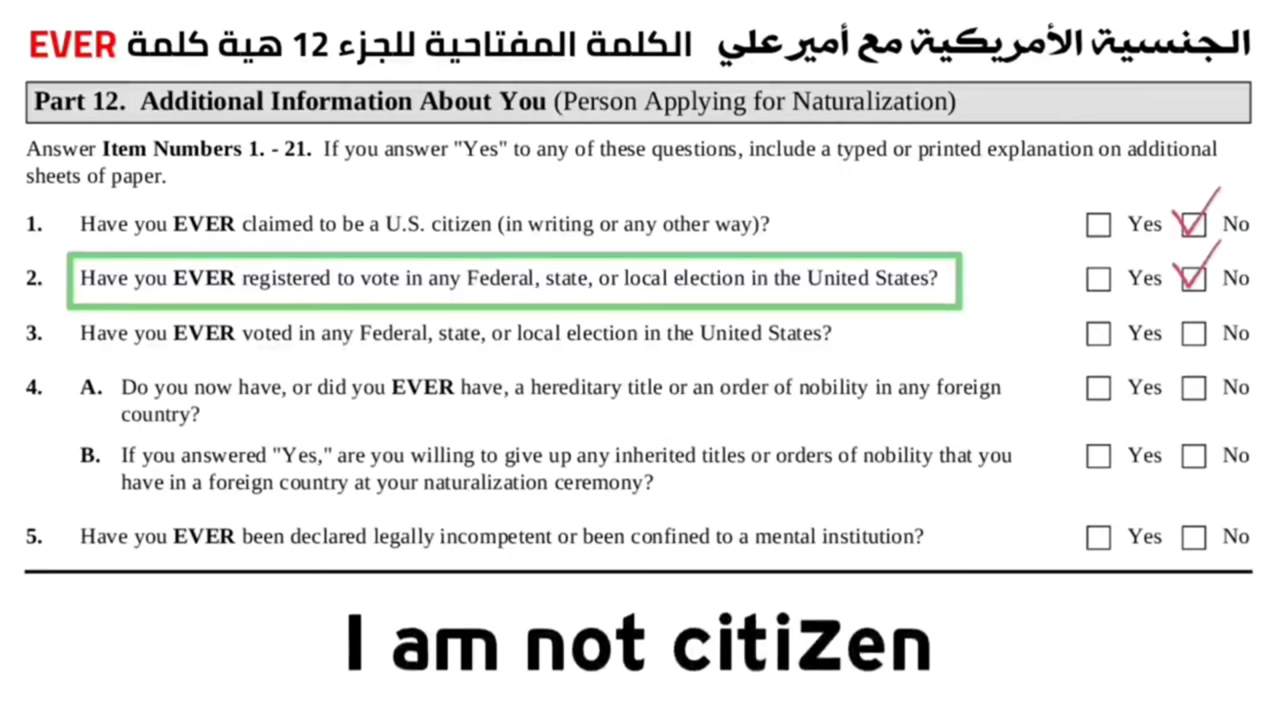 الجنسية الأمريكية مع أمير علي الكلمة المفتاحية للجزء 12 هية كلمة EVER
Part 12. Additional Information About You (Person Applying for Naturalization)
Answer Item Numbers 1. - 21. If you answer "Yes" to any of these questions, include a typed or printed explanation on additional
sheets of paper.
1. Have you EVER claimed to be a U.S. citizen (in writing or any other way)? Yes No
2. Have you EVER registered to vote in any Federal, state, or local election in the United States? Yes No
3. Have you EVER voted in any Federal, state, or local election in the United States? Yes No
4. A. Do you now have, or did you EVER have, a hereditary title or an order of nobility in any foreign Yes No
country?
B. If you answered "Yes," are you willing to give up any inherited titles or orders of nobility that you Yes No
have in a foreign country at your naturalization ceremony?
5. Have you EVER been declared legally incompetent or been confined to a mental institution? Yes No
I am not citizen